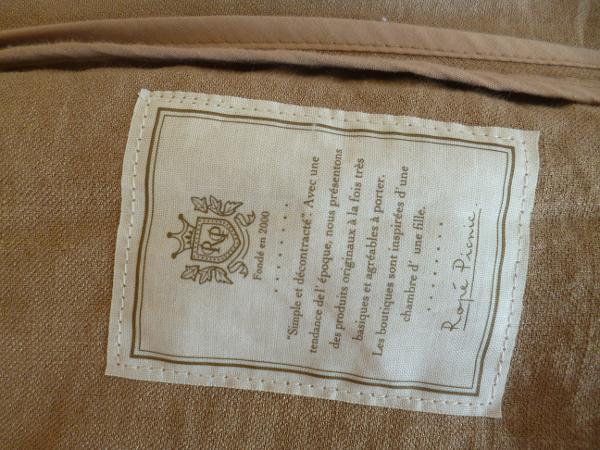 Rp
Fondé en 2000
"Simple et décontracté". Avec une
tendance de l'époque, nous présentons
des produits originaux à la fois très
basiques et agréables à porter.
Les boutiques sont inspirées d'une
chambre d' une fille.
Ropé Picnic.